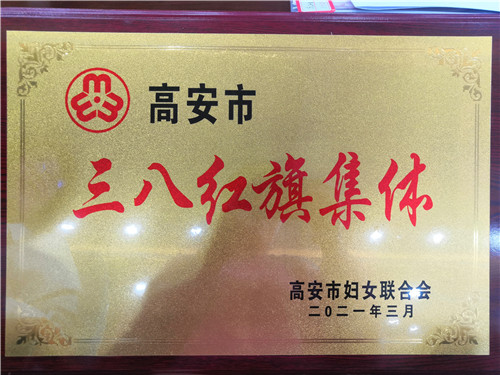 高安市
三八红旗集体
高安市妇女联合会
二〇二一年三月